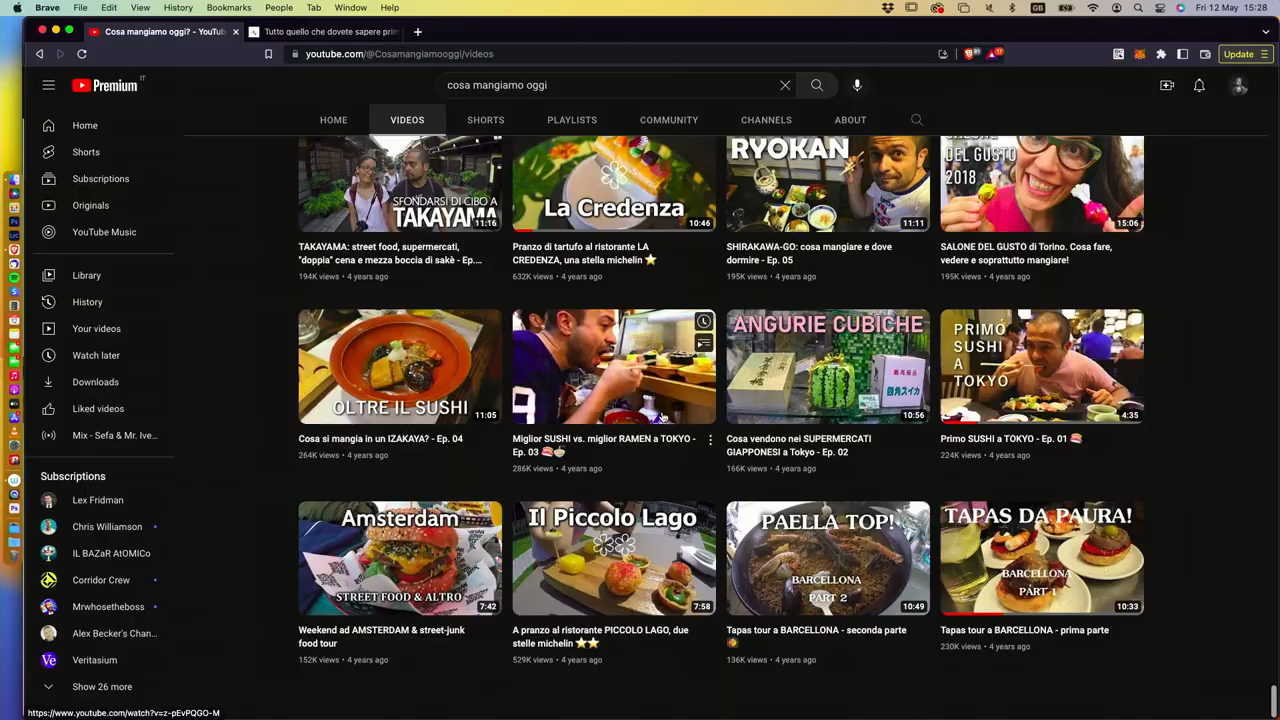 Brave File Edit View History Bookmarks People Tab Window Help
GB
Fri 12 May 15:28
Cosa mangiamo oggi? - YouTub
Tutto quello che dovete sapere prim
youtube.com/@Cosamangiamooggi/videos
Update
Premium IT
cosa mangiamo oggi
HOME VIDEOS SHORTS PLAYLISTS COMMUNITY CHANNELS ABOUT
Home
Shorts
Subscriptions
Originals
YouTube Music
Library
History
Your videos
Watch later
Downloads
Liked videos
Mix - Sefa & Mr. Ive...
Subscriptions
Lex Fridman
Chris Williamson
IL BAZaR AtOMICo
Corridor Crew
Mrwhosetheboss
Alex Becker's Chan...
Veritasium
Show 26 more
SFONDARSI DI CIBO A
TAKAYAMA
11:16
TAKAYAMA: street food, supermercati,
"doppia" cena e mezza boccia di sakè - Ep....
194K views • 4 years ago
La Credenza
10:46
Pranzo di tartufo al ristorante LA
CREDENZA, una stella michelin ⭐
632K views • 4 years ago
RYOKAN
11:11
SHIRAKAWA-GO: cosa mangiare e dove
dormire - Ep. 05
195K views • 4 years ago
SALONE
DEL GUSTO
2018
15:06
SALONE DEL GUSTO di Torino. Cosa fare,
vedere e soprattutto mangiare!
195K views • 4 years ago
OLTRE IL SUSHI
11:05
Cosa si mangia in un IZAKAYA? - Ep. 04
264K views • 4 years ago
Miglior SUSHI vs. miglior RAMEN a TOKYO -
Ep. 03 🍣🍜
286K views • 4 years ago
ANGURIE CUBICHE
四角スイカ
10:56
Cosa vendono nei SUPERMERCATI
GIAPPONESI a Tokyo - Ep. 02
166K views • 4 years ago
PRIMO
SUSHI
A
TOKYO
4:35
Primo SUSHI a TOKYO - Ep. 01 🍣
224K views • 4 years ago
Amsterdam
STREET FOOD & ALTRO
7:42
Weekend ad AMSTERDAM & street-junk
food tour
152K views • 4 years ago
Il Piccolo Lago
7:58
A pranzo al ristorante PICCOLO LAGO, due
stelle michelin ⭐⭐
529K views • 4 years ago
PAELLA TOP!
BARCELLONA
PART 2
10:49
Tapas tour a BARCELLONA - seconda parte
🥘
136K views • 4 years ago
TAPAS DA PAURA!
BARCELLONA
PART 1
10:33
Tapas tour a BARCELLONA - prima parte
230K views • 4 years ago
https://www.youtube.com/watch?v=z-pEvPQGO-M